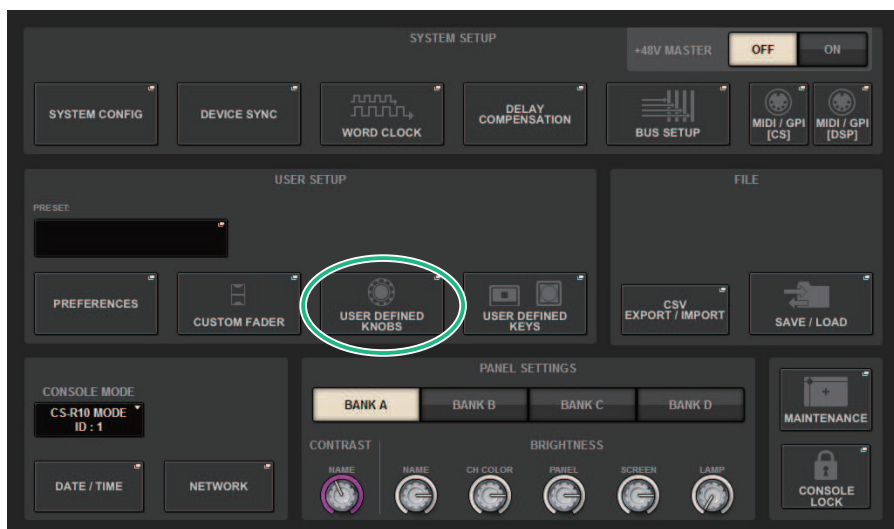 SYSTEM SETUP
+48V MASTER
OFF
ON
SYSTEM CONFIG
DEVICE SYNC
WORD CLOCK
DELAY
COMPENSATION
BUS SETUP
MIDI / GPI
[CS]
MIDI / GPI
[DSP]
USER SETUP
PRESET:
PREFERENCES
CUSTOM FADER
USER DEFINED
KNOBS
USER DEFINED
KEYS
FILE
CSV
EXPORT / IMPORT
SAVE / LOAD
CONSOLE MODE
CS-R10 MODE
ID : 1
DATE / TIME
NETWORK
PANEL SETTINGS
BANK A
BANK B
BANK C
BANK D
CONTRAST
BRIGHTNESS
NAME
NAME
CH COLOR
PANEL
SCREEN
LAMP
MAINTENANCE
CONSOLE
LOCK